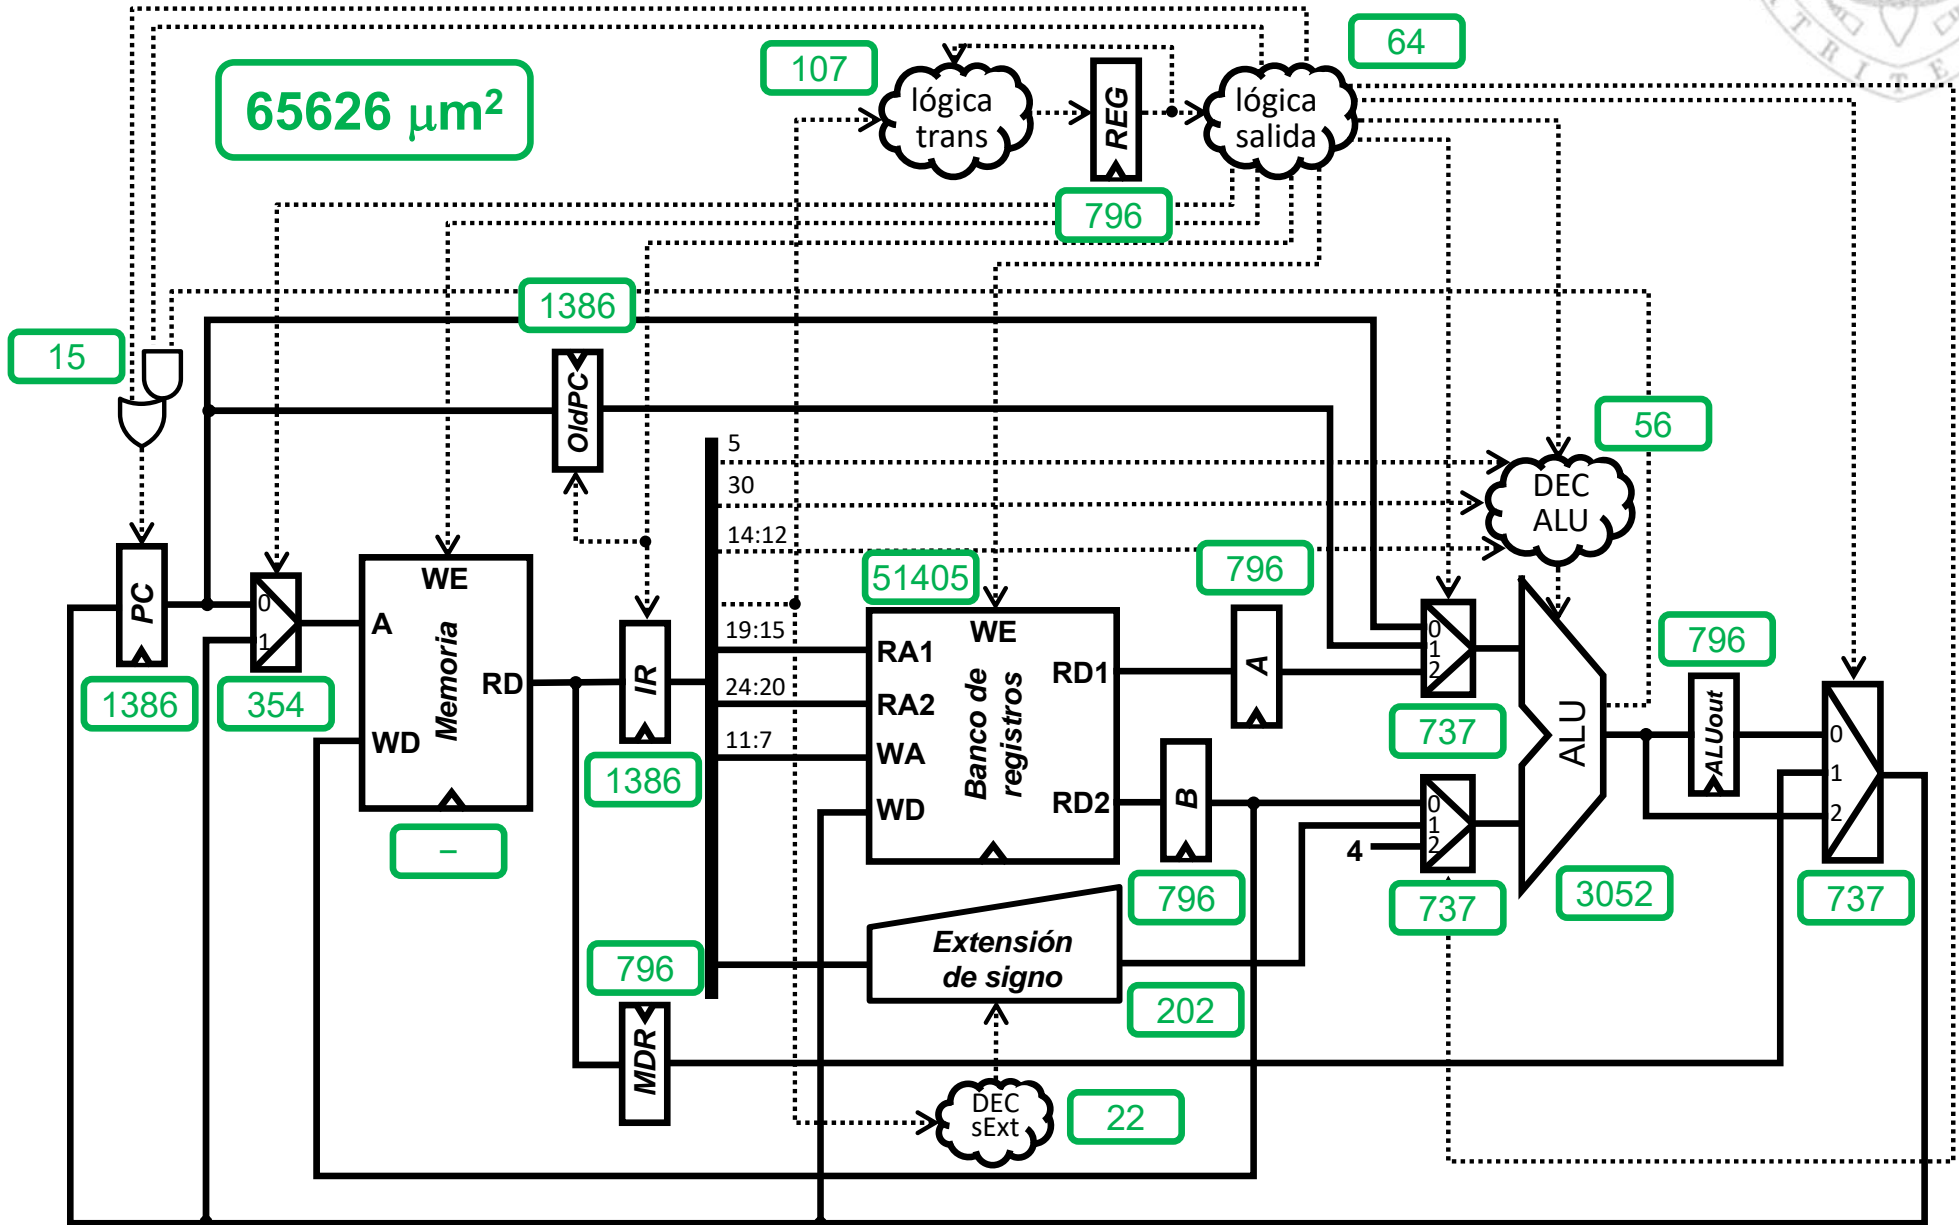 64
107
65626 μm²
lógica
trans
REG
lógica
salida
796
1386
15
OldPC
56
5
30
14:12
DEC
ALU
796
51405
PC
0
1
WE
A
Memoria
RD
WD
IR
19:15
24:20
11:7
WE
RA1
RA2
WA
WD
Banco de
registros
RD1
RD2
A
B
0
1
2
796
ALU
ALUout
0
1
2
1386
354
1386
737
0
1
2
4
–
796
737
3052
737
796
Extensión
de signo
202
MDR
DEC
sExt
22
T R I T E